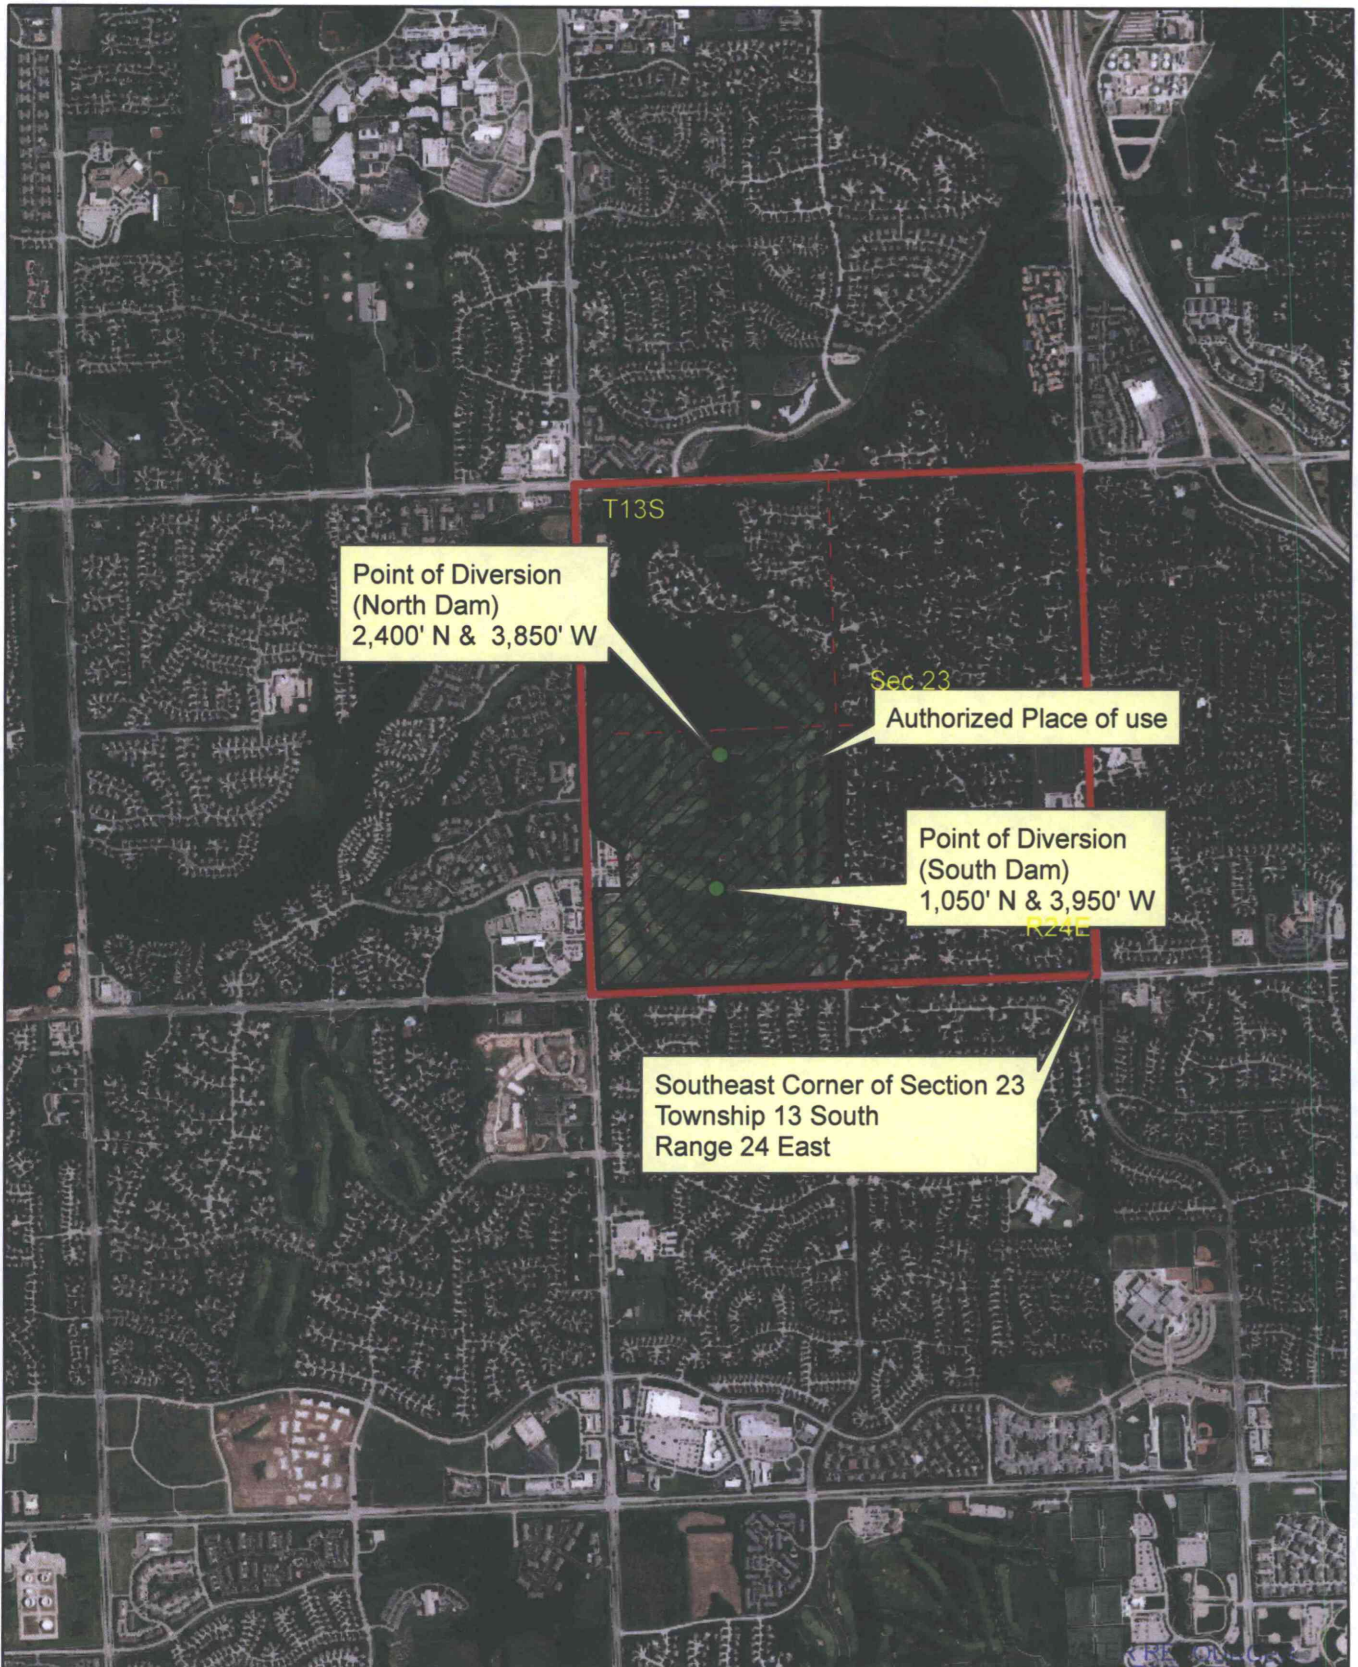 T13S
Point of Diversion
(North Dam)
2,400' N & 3,850' W
Sec 23
Authorized Place of use
Point of Diversion
(South Dam)
1,050' N & 3,950' W
R24E
Southeast Corner of Section 23
Township 13 South
Range 24 East